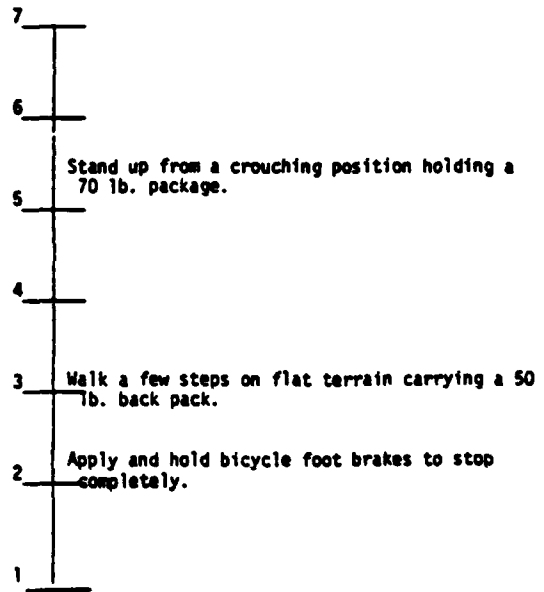 7
6
Stand up from a crouching position holding a
70 lb. package.
5
4
3
Walk a few steps on flat terrain carrying a 50
lb. back pack.
Apply and hold bicycle foot brakes to stop
2
completely.
1